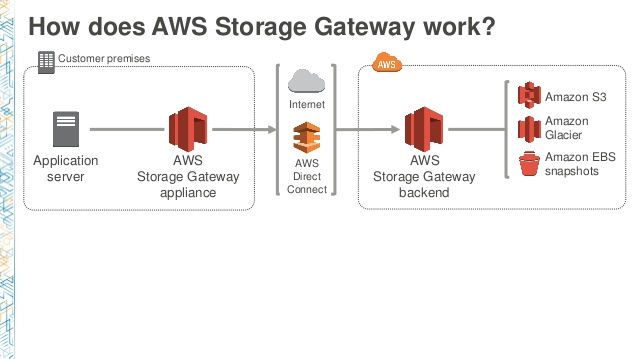 How does AWS Storage Gateway work?
Customer premises
Application
server
AWS
Storage Gateway
appliance
Internet
AWS
Direct
Connect
AWS
AWS
Storage Gateway
backend
Amazon S3
Amazon
Glacier
Amazon EBS
snapshots